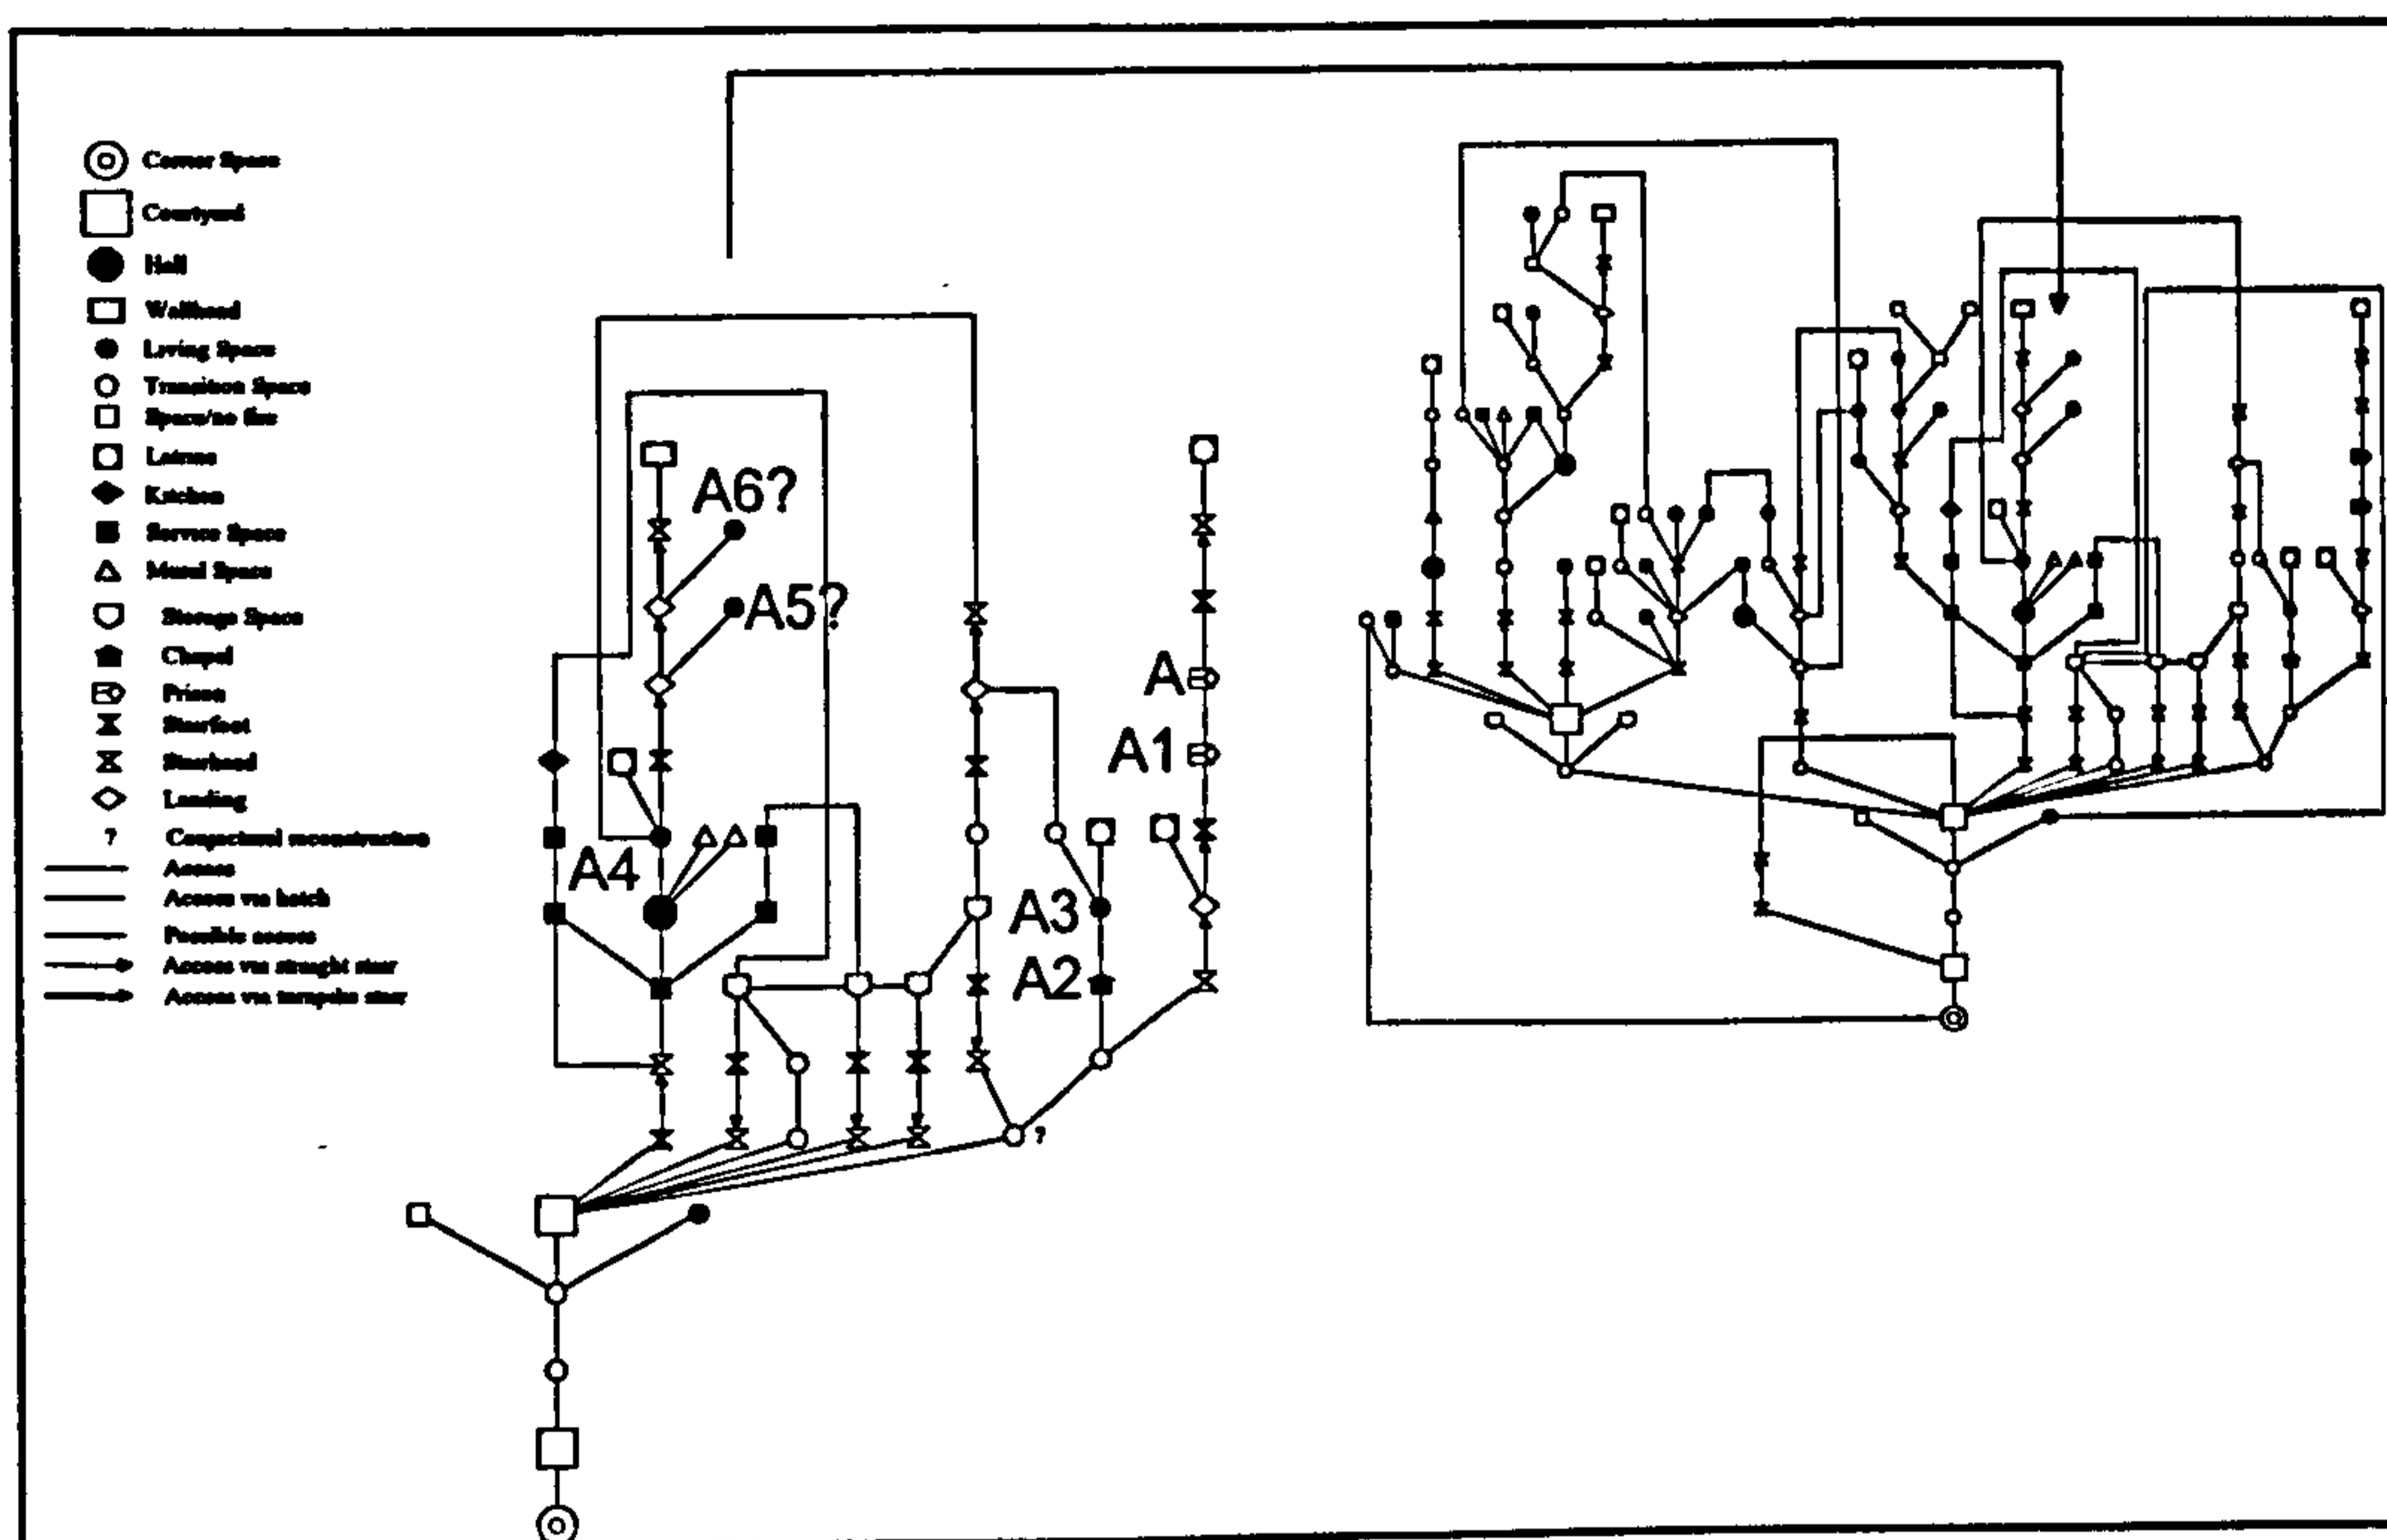 Courtyard
Hall
Wallhead
Living Space
Transition Space
Space/no fire
Latrine
Kitchen
Service Space
Mural Space
Storage Space
Chapel
Prison
Stairfoot
Stairhead
Landing
? Conjectural reconstruction
Access
Access via hatch
Possible access
Access via straight stair
Access via turnpike stair
A6?
A5?
A
A1
A4
A3
A2
?